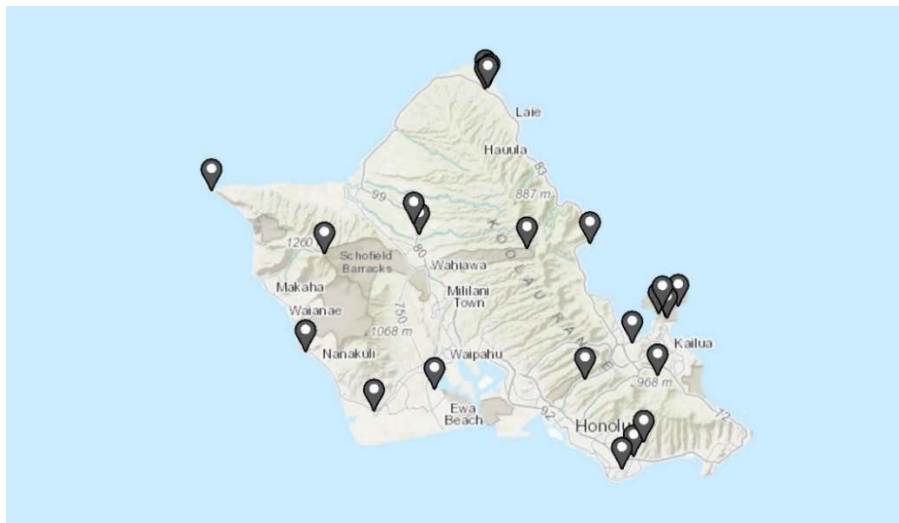 Laie
Hauula
83
887 m
99
KOOLAU RANGE
1260
Schofield
Barracks
80
Wahiawa
Makaha
Mililani
Town
Waianae
750
1068 m
Nanakuli
Waipahu
Kailua
968 m
Ewa
Beach
92
12
Honolu